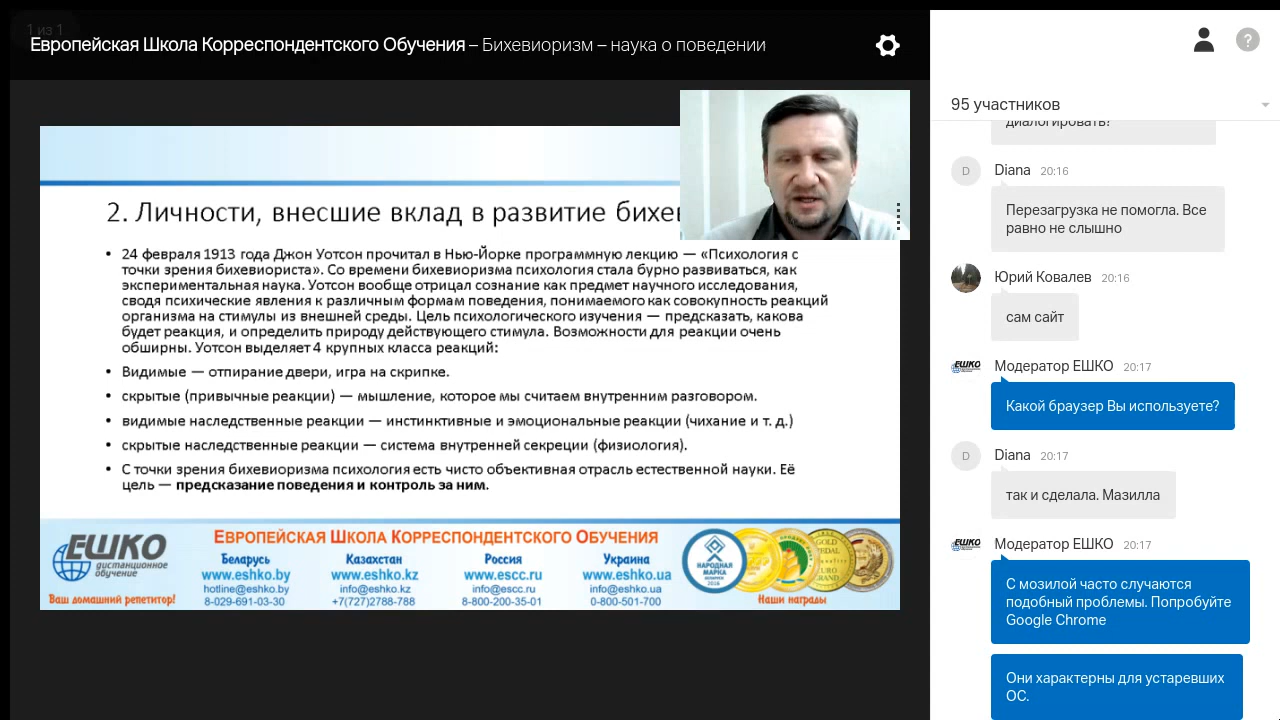 1 из 1
Европейская Школа Корреспондентского Обучения – Бихевиоризм – наука о поведении
2. Личности, внесшие вклад в развитие
• 24 февраля 1913 года Джон Уотсон прочитал в Нью-Йорке программную лекцию — «Психология с
точки зрения бихевиориста». Со времени бихевиоризма психология стала бурно развиваться, как
экспериментальная наука. Уотсон вообще отрицал сознание как предмет научного исследования,
сводя психические явления к различным формам поведения, понимаемого как совокупность реакций
организма на стимулы из внешней среды. Цель психологического изучения — предсказать, какова
будет реакция, и определить природу действующего стимула. Возможности для реакции очень
обширны. Уотсон выделяет 4 крупных класса реакций:
• Видимые — отпирание двери, игра на скрипке.
• скрытые (привычные реакции) — мышление, которое мы считаем внутренним разговором.
• видимые наследственные реакции — инстинктивные и эмоциональные реакции (чихание и т. д.)
• скрытые наследственные реакции — система внутренней секреции (физиология).
• С точки зрения бихевиоризма психология есть чисто объективная отрасль естественной науки. Её
цель — предсказание поведения и контроль за ним.
ЕШКО
дистанционное
обучение
Ваш домашний репетитор!
Европейская Школа Корреспондентского Обучения
Беларусь
www.eshko.by
hotline@eshko.by
8-029-691-03-30
Казахстан
www.eshko.kz
info@eshko.kz
+7(727)2788-788
Россия
www.escc.ru
info@escc.ru
8-800-200-35-01
Украина
www.eshko.ua
info@eshko.ua
0-800-501-700
НАРОДНАЯ
МАРКА
GOLD
MEDAL
Наши награды
?
95 участников
диалогировать?
D
Diana 20:16
Перезагрузка не помогла. Все
равно не слышно
Юрий Ковалев 20:16
сам сайт
ЕШКО
Модератор ЕШКО 20:17
Какой браузер Вы используете?
D
Diana 20:17
так и сделала. Мазилла
ЕШКО
Модератор ЕШКО 20:17
С мозилой часто случаются
подобный проблемы. Попробуйте
Google Chrome
Они характерны для устаревших
ОС.